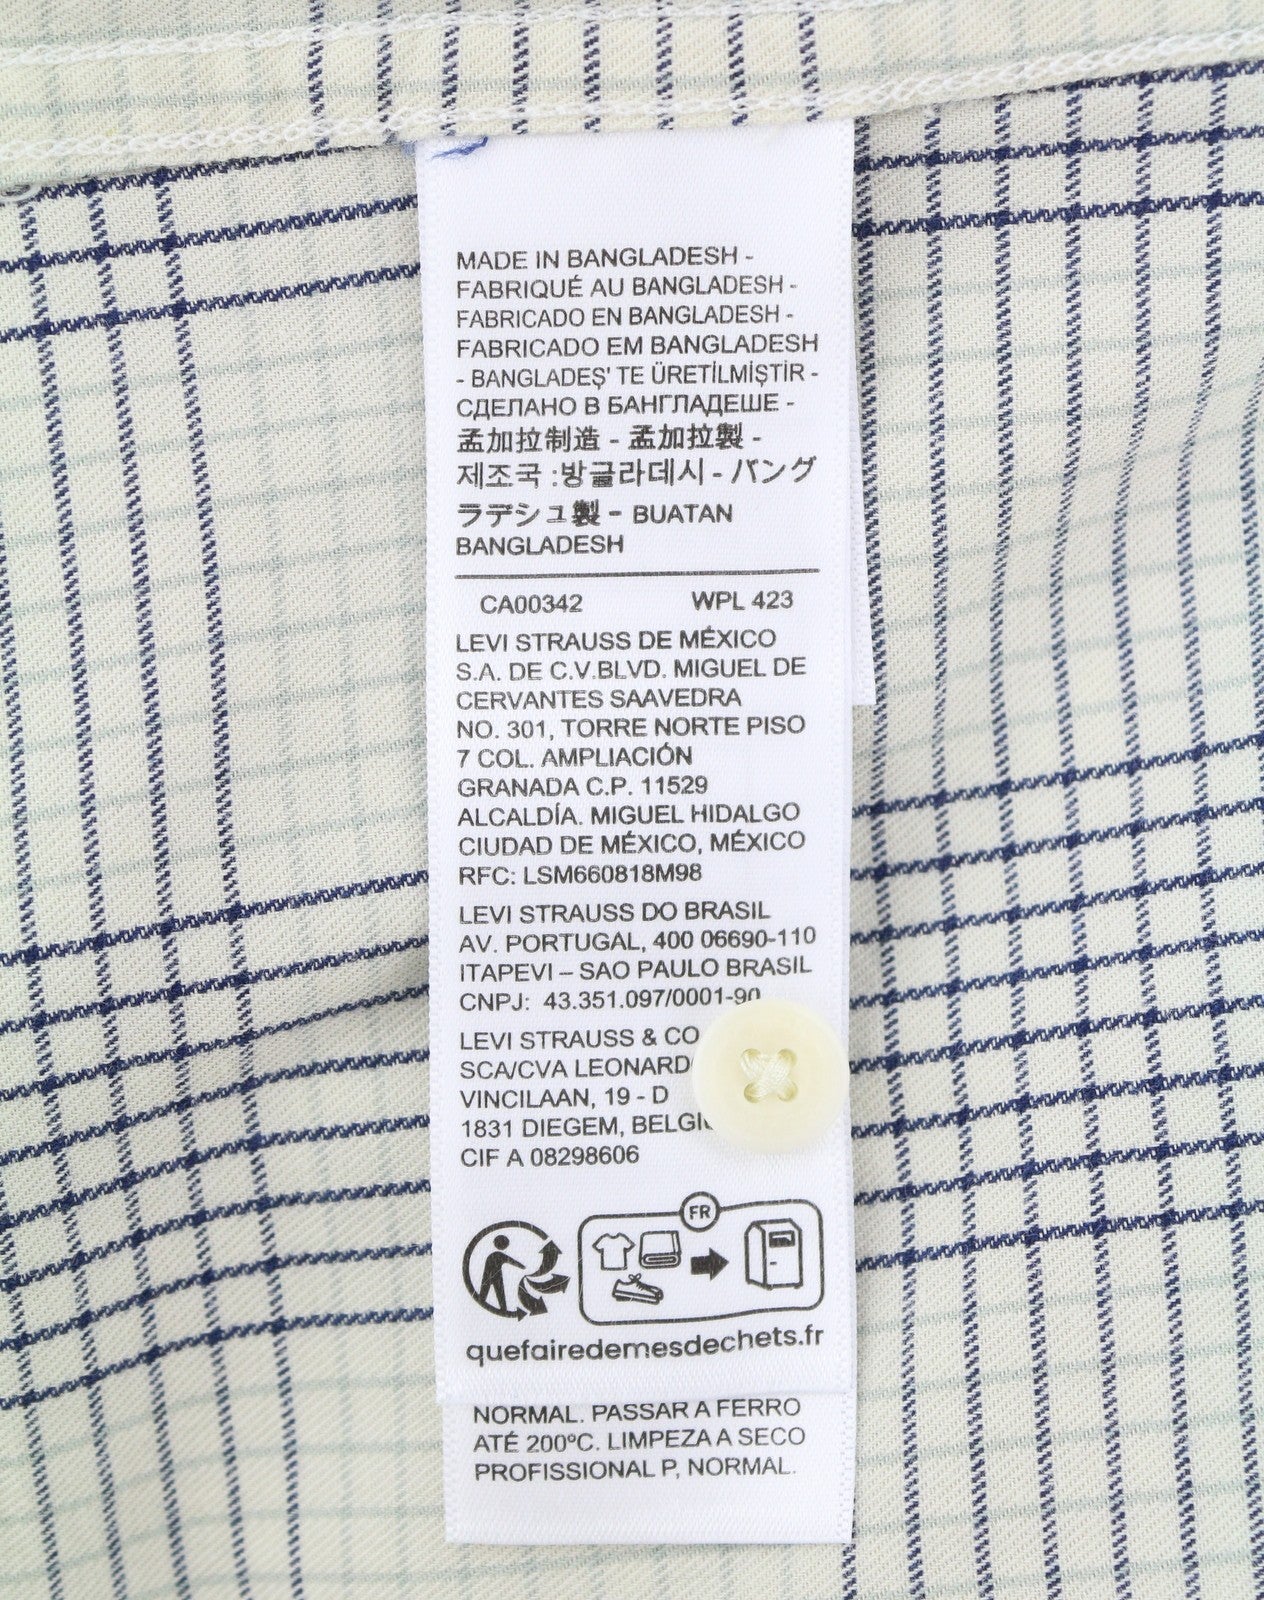 MADE IN BANGLADESH -
FABRIQUÉ AU BANGLADESH -
FABRICADO EN BANGLADESH -
FABRICADO EM BANGLADESH
- BANGLADEŞ' TE ÜRETİLMİŞTİR -
СДЕЛАНО В БАНГЛАДЕШЕ -
孟加拉制造 - 孟加拉製 -
제조국 :방글라데시 - バング
ラデシュ製 - BUATAN
BANGLADESH
CA00342 WPL 423
LEVI STRAUSS DE MÉXICO
S.A. DE C.V.BLVD. MIGUEL DE
CERVANTES SAAVEDRA
NO. 301, TORRE NORTE PISO
7 COL. AMPLIACIÓN
GRANADA C.P. 11529
ALCALDÍA. MIGUEL HIDALGO
CIUDAD DE MÉXICO, MÉXICO
RFC: LSM660818M98
LEVI STRAUSS DO BRASIL
AV. PORTUGAL, 400 06690-110
ITAPEVI – SAO PAULO BRASIL
CNPJ: 43.351.097/0001-90
LEVI STRAUSS & CO
SCA/CVA
VINCILAAN, 19 - D
1831 DIEGEM,
CIF A 08298606
FR
quefairedemesdechets.fr
NORMAL. PASSAR A FERRO
ATÉ 200ºC. LIMPEZA A SECO
PROFISSIONAL P, NORMAL.